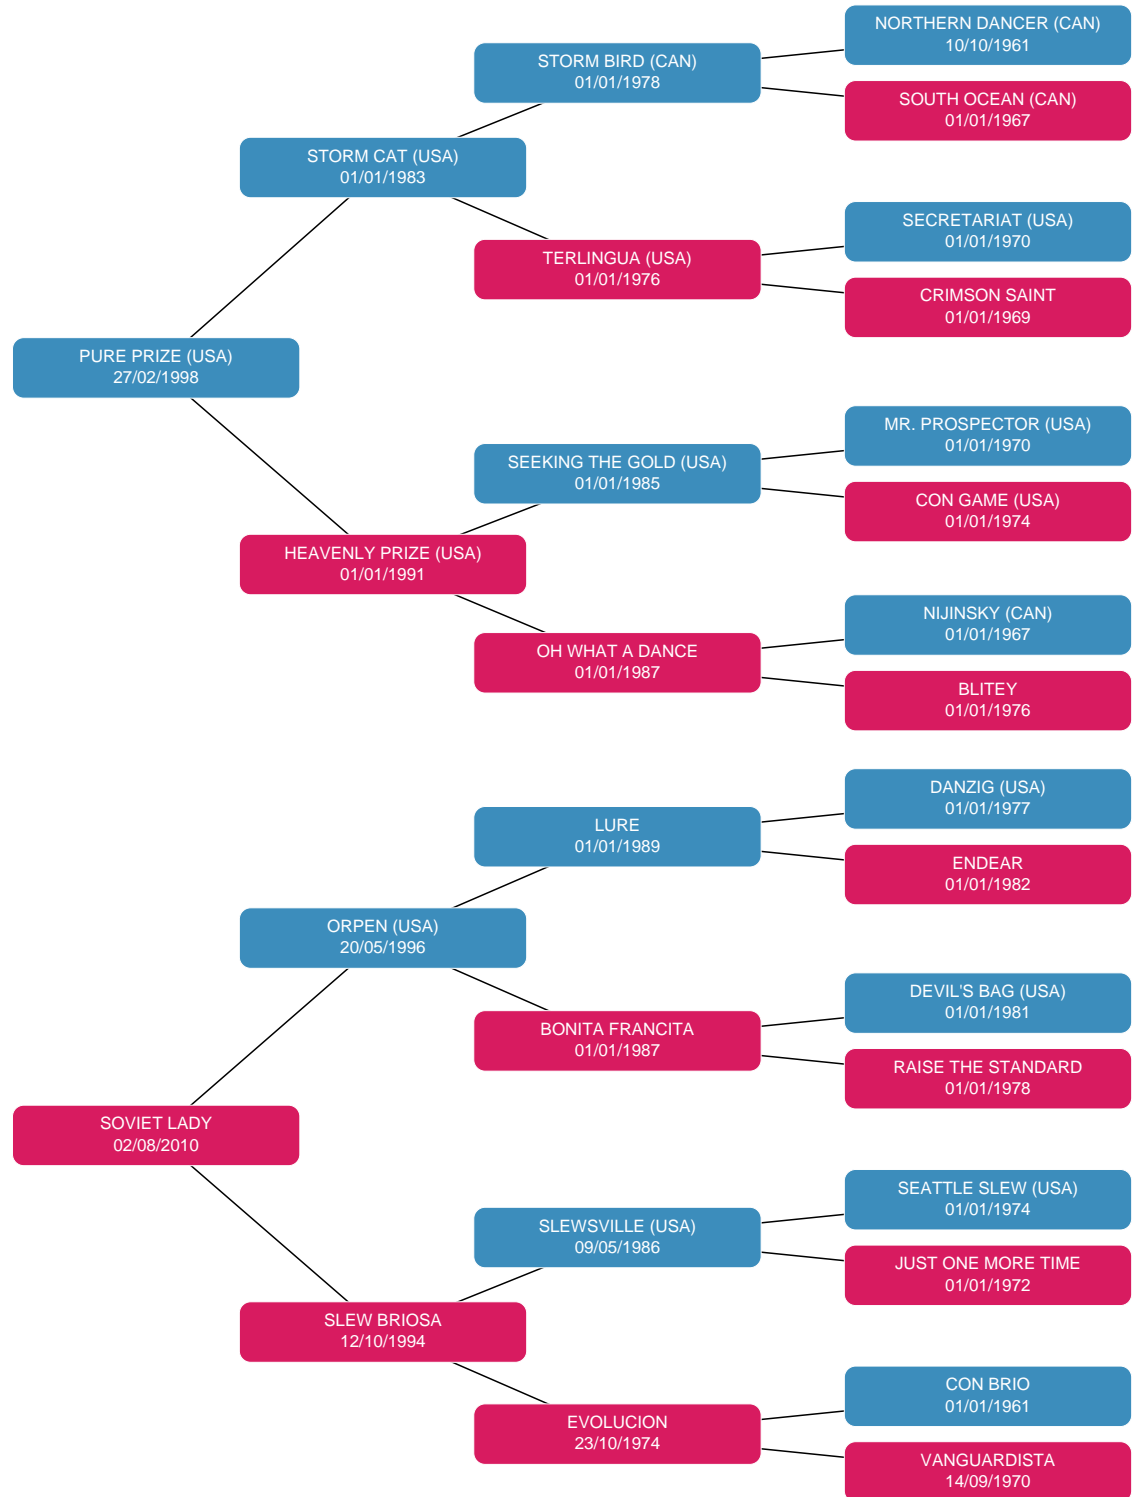 NORTHERN DANCER (CAN)
10/10/1961
STORM BIRD (CAN)
01/01/1978
SOUTH OCEAN (CAN)
01/01/1967
STORM CAT (USA)
01/01/1983
SECRETARIAT (USA)
01/01/1970
TERLINGUA (USA)
01/01/1976
CRIMSON SAINT
01/01/1969
PURE PRIZE (USA)
27/02/1998
MR. PROSPECTOR (USA)
01/01/1970
SEEKING THE GOLD (USA)
01/01/1985
CON GAME (USA)
01/01/1974
HEAVENLY PRIZE (USA)
01/01/1991
NIJINSKY (CAN)
01/01/1967
OH WHAT A DANCE
01/01/1987
BLITEY
01/01/1976
DANZIG (USA)
01/01/1977
LURE
01/01/1989
ENDEAR
01/01/1982
ORPEN (USA)
20/05/1996
DEVIL'S BAG (USA)
01/01/1981
BONITA FRANCITA
01/01/1987
RAISE THE STANDARD
01/01/1978
SOVIET LADY
02/08/2010
SEATTLE SLEW (USA)
01/01/1974
SLEWSVILLE (USA)
09/05/1986
JUST ONE MORE TIME
01/01/1972
SLEW BRIOSA
12/10/1994
CON BRIO
01/01/1961
EVOLUCION
23/10/1974
VANGUARDISTA
14/09/1970